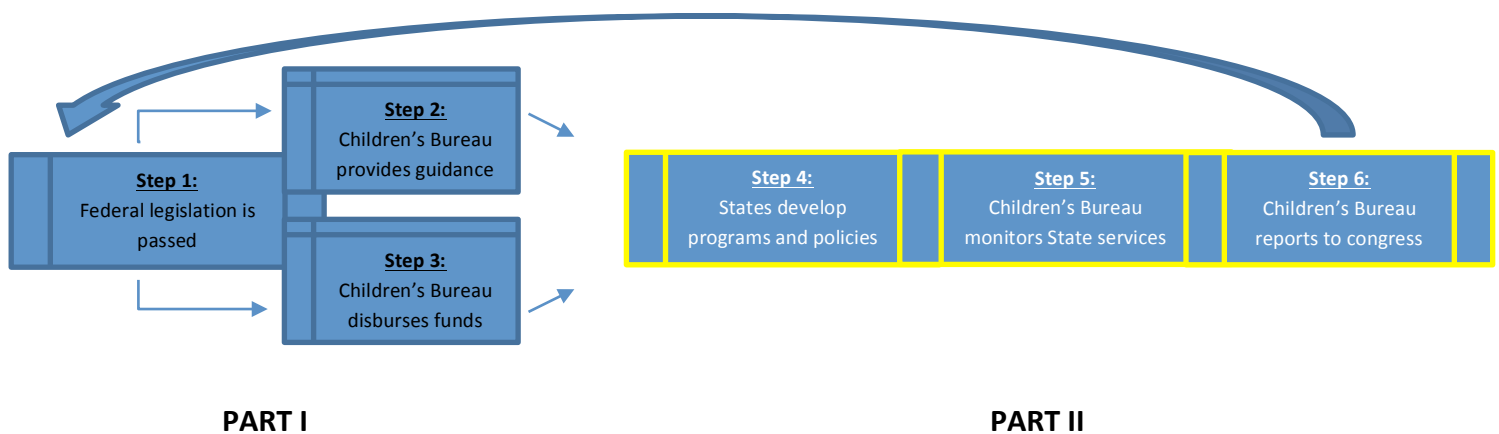 Step 1:
Federal legislation is
passed
Step 2:
Children’s Bureau
provides guidance
Step 3:
Children’s Bureau
disburses funds
Step 4:
States develop
programs and policies
Step 5:
Children’s Bureau
monitors State services
Step 6:
Children’s Bureau
reports to congress
PART I
PART II